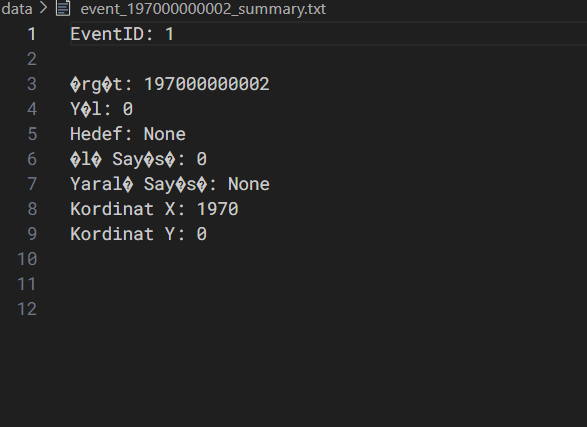 data > event_197000000002_summary.txt
1 EventID: 1
2
3 �rg�t: 197000000002
4 Y�l: 0
5 Hedef: None
6 �l� Say�s�: 0
7 Yaral� Say�s�: None
8 Kordinat X: 1970
9 Kordinat Y: 0
10
11
12